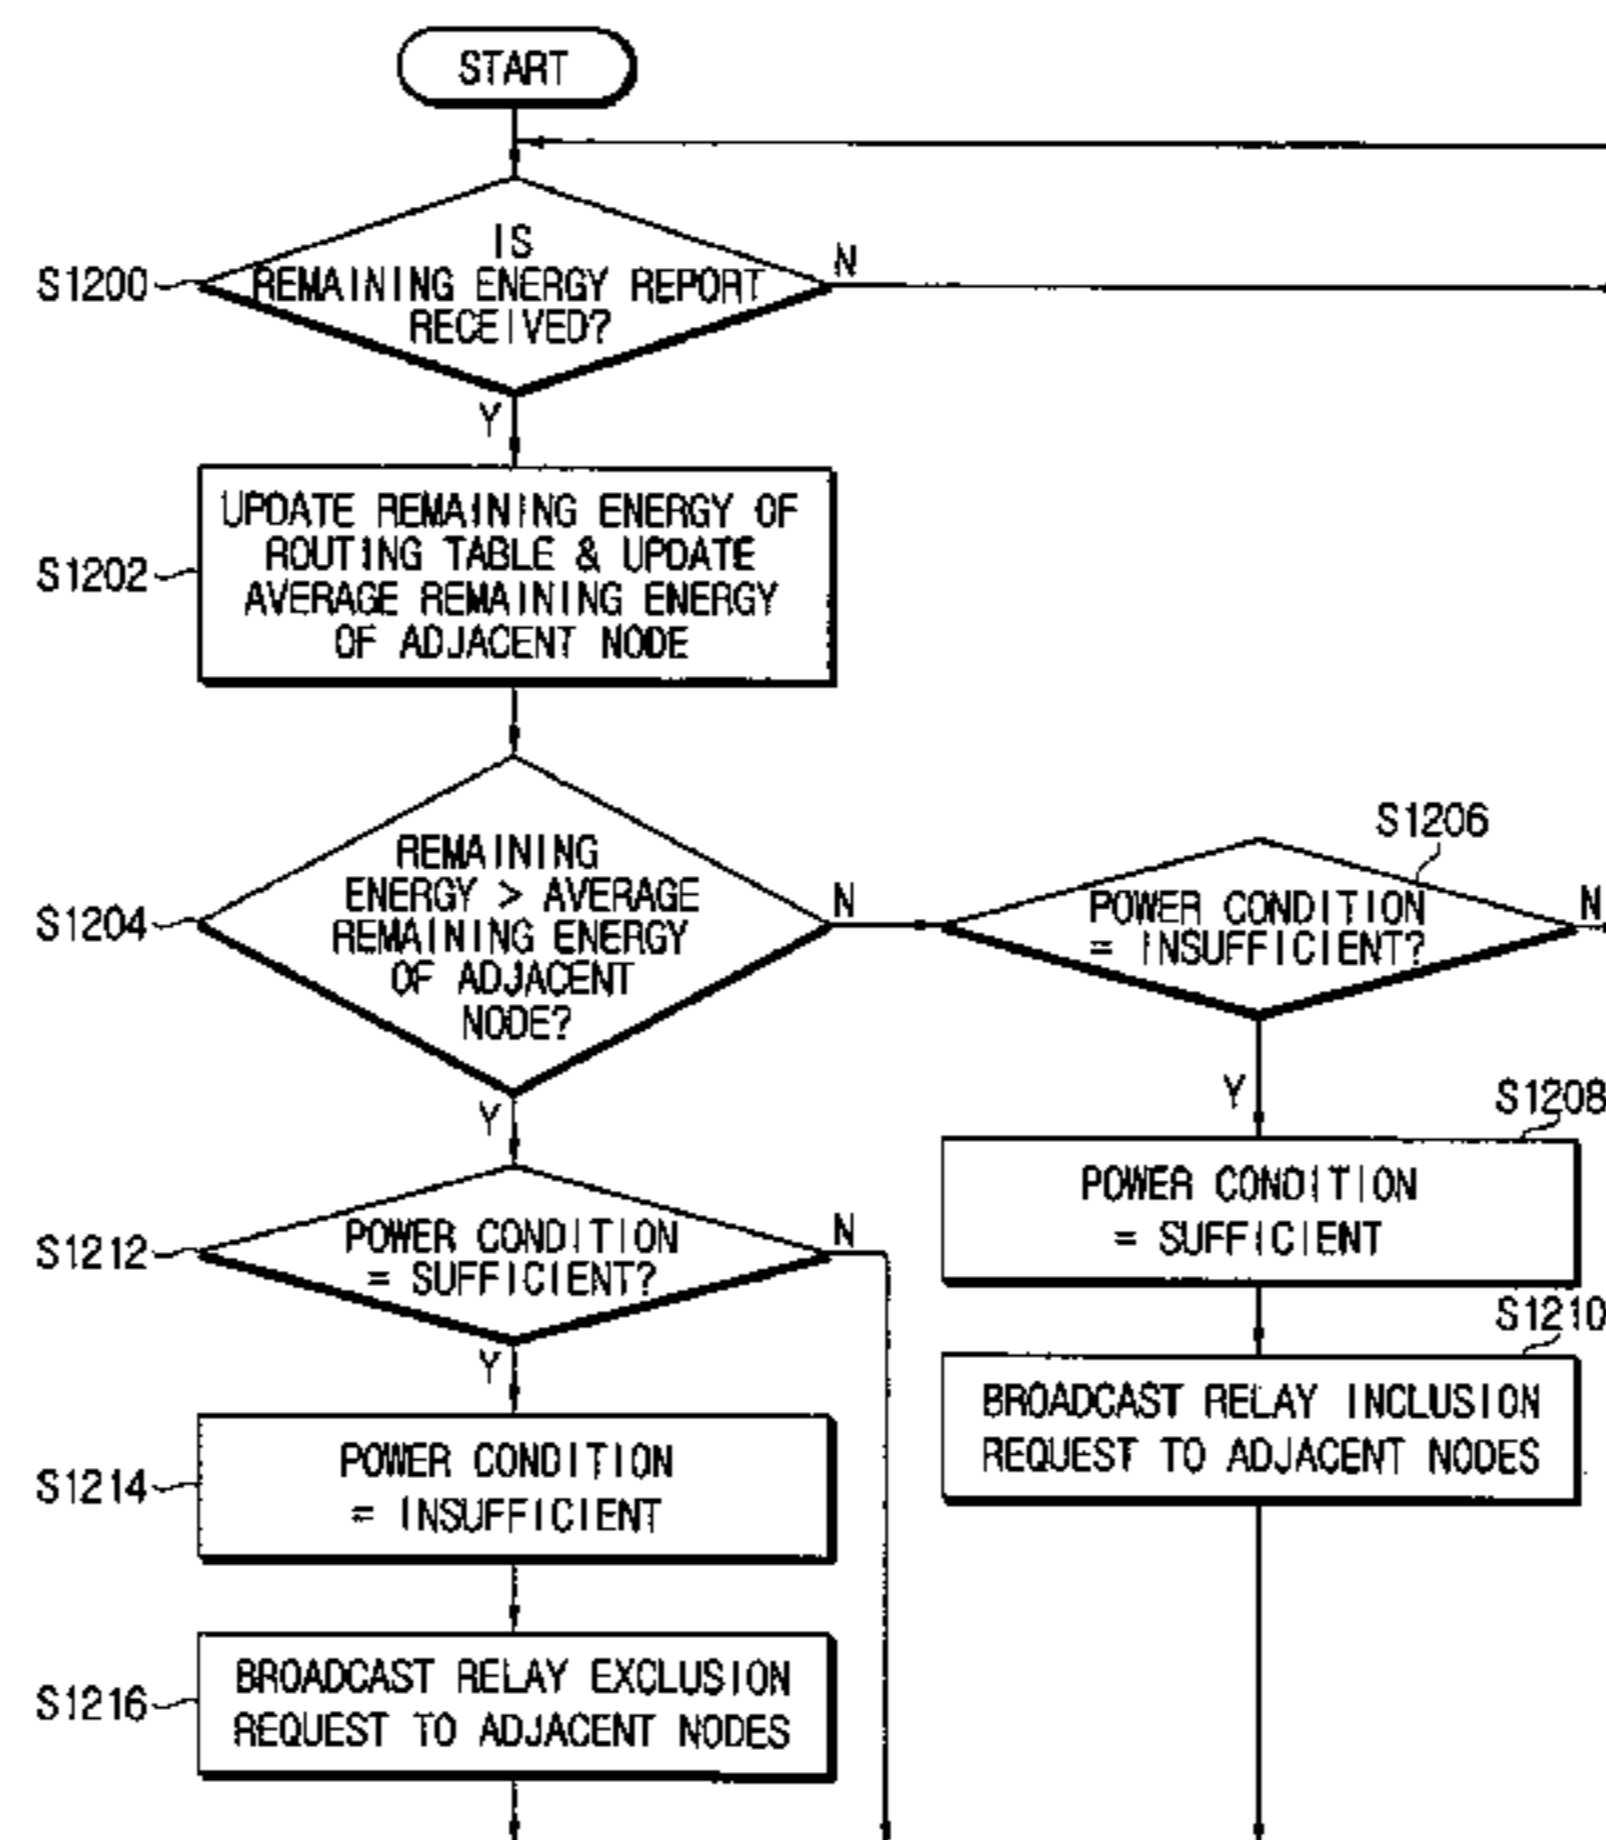 START
IS
REMAINING ENERGY REPORT
RECEIVED?
S1200
N
Y
UPDATE REMAINING ENERGY OF
ROUTING TABLE & UPDATE
AVERAGE REMAINING ENERGY
OF ADJACENT NODE
S1202
REMAINING
ENERGY > AVERAGE
REMAINING ENERGY
OF ADJACENT
NODE?
S1204
N
Y
S1206
POWER CONDITION
= INSUFFICIENT?
N
Y
S1208
POWER CONDITION
= SUFFICIENT
S1210
BROADCAST RELAY INCLUSION
REQUEST TO ADJACENT NODES
S1212
POWER CONDITION
= SUFFICIENT?
N
Y
S1214
POWER CONDITION
= INSUFFICIENT
S1216
BROADCAST RELAY EXCLUSION
REQUEST TO ADJACENT NODES